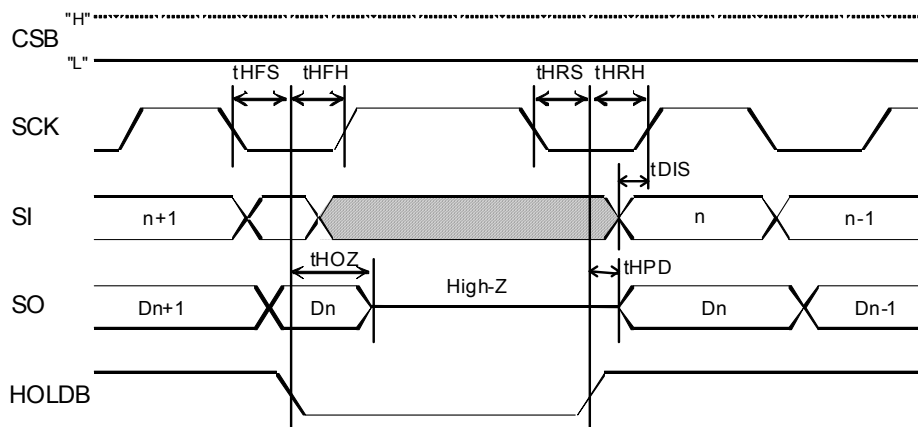 "H"
CSB
"L"
tHFS tHFH tHRS tHRH
SCK
tDIS
SI n+1 n n-1
tHOZ tHPD
High-Z
SO Dn+1 Dn Dn Dn-1
HOLDB